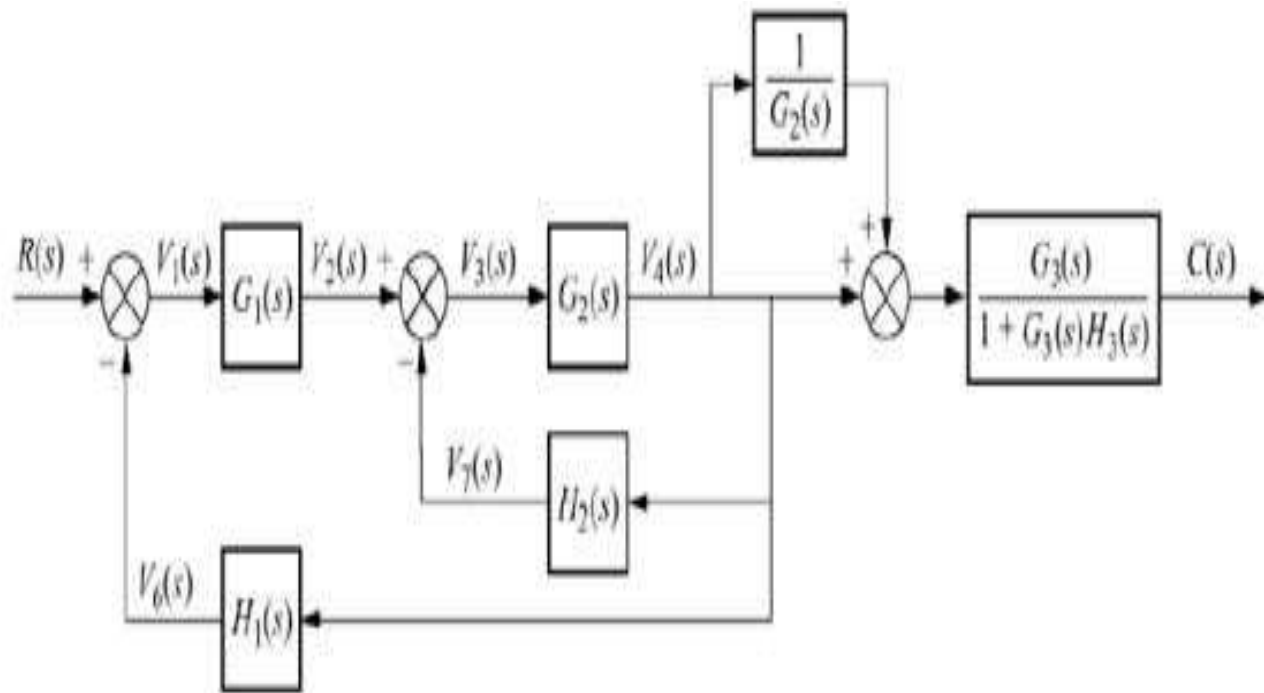 1
G₂(s)
R(s) + V₁(s) G₁(s) V₂(s) + V₃(s) G₂(s) V₄(s) + + G₃(s) C(s)
1 + G₃(s)H₃(s)
− −
V₇(s) H₂(s)
V₆(s) H₁(s)